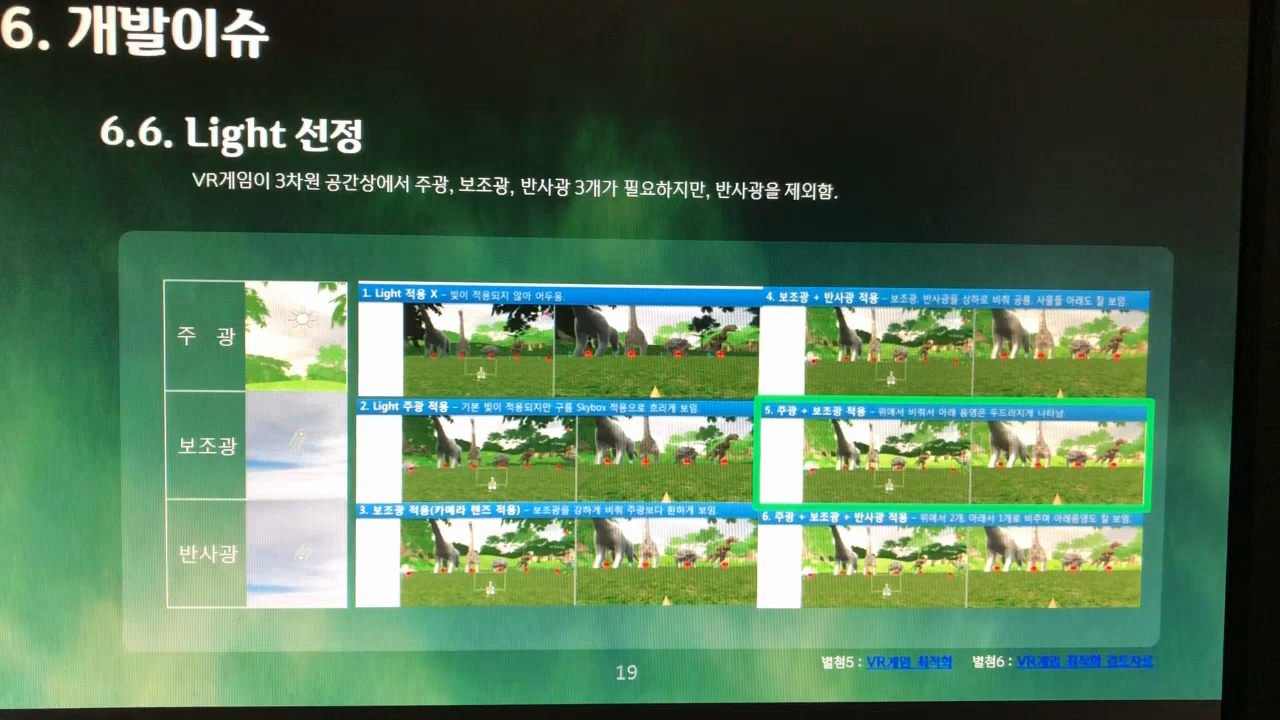 6. 개발이슈
6.6. Light 선정
VR게임이 3차원 공간상에서 주광, 보조광, 반사광 3개가 필요하지만, 반사광을 제외함.
주 광
보조광
반사광
1. Light 적용 X – 빛이 적용되지 않아 어두움.
2. Light 주광 적용 – 기본 빛이 적용되지만 구름 Skybox 적용으로 흐리게 보임.
3. 보조광 적용(카메라 렌즈 적용) – 보조광을 강하게 비춰 주광보다 환하게 보임.
4. 보조광 + 반사광 적용 – 보조광, 반사광을 상하로 비춰 공룡, 사물들 아래도 잘 보임.
5. 주광 + 보조광 적용 – 위에서 비춰서 아래 음영은 두드러지게 나타남.
6. 주광 + 보조광 + 반사광 적용 – 위에서 2개, 아래서 1개로 비추며 아래음영도 잘 보임.
19
별첨5 : VR게임 최적화 별첨6 : VR게임 최적화 검토자료